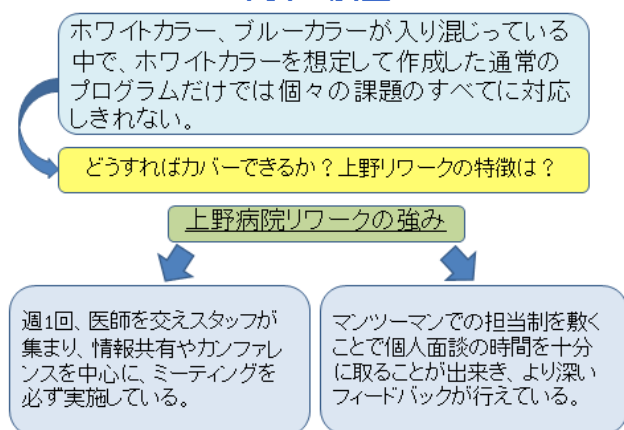 ホワイトカラー、ブルーカラーが入り混じっている
中で、ホワイトカラーを想定して作成した通常の
プログラムだけでは個々の課題のすべてに対応
しきれない。
どうすればカバーできるか？上野リワークの特徴は？
上野病院リワークの強み
週1回、医師を交えスタッフが
集まり、情報共有やカンファレ
ンスを中心に、ミーティングを
必ず実施している。
マンツーマンでの担当制を敷く
ことで個人面談の時間を十分
に取ることが出来き、より深い
フィードバックが行えている。